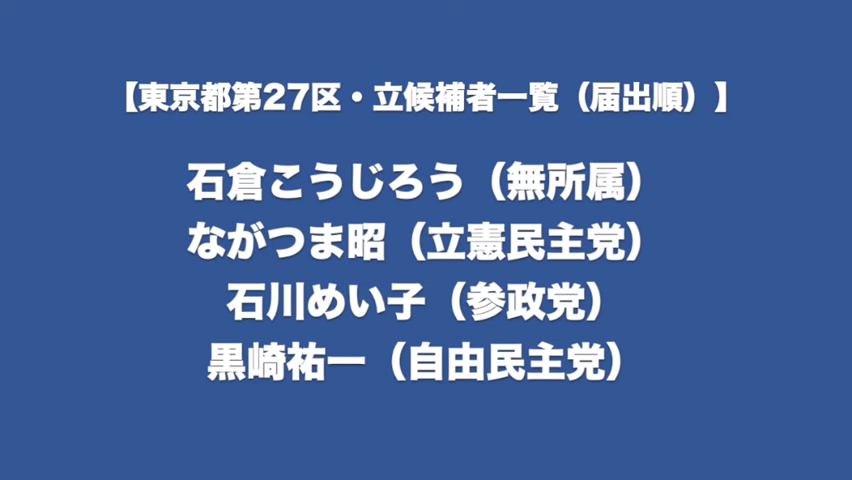 【東京都第27区・立候補者一覧（届出順）】
石倉こうじろう（無所属）
ながつま昭（立憲民主党）
石川めい子（参政党）
黒崎祐一（自由民主党）